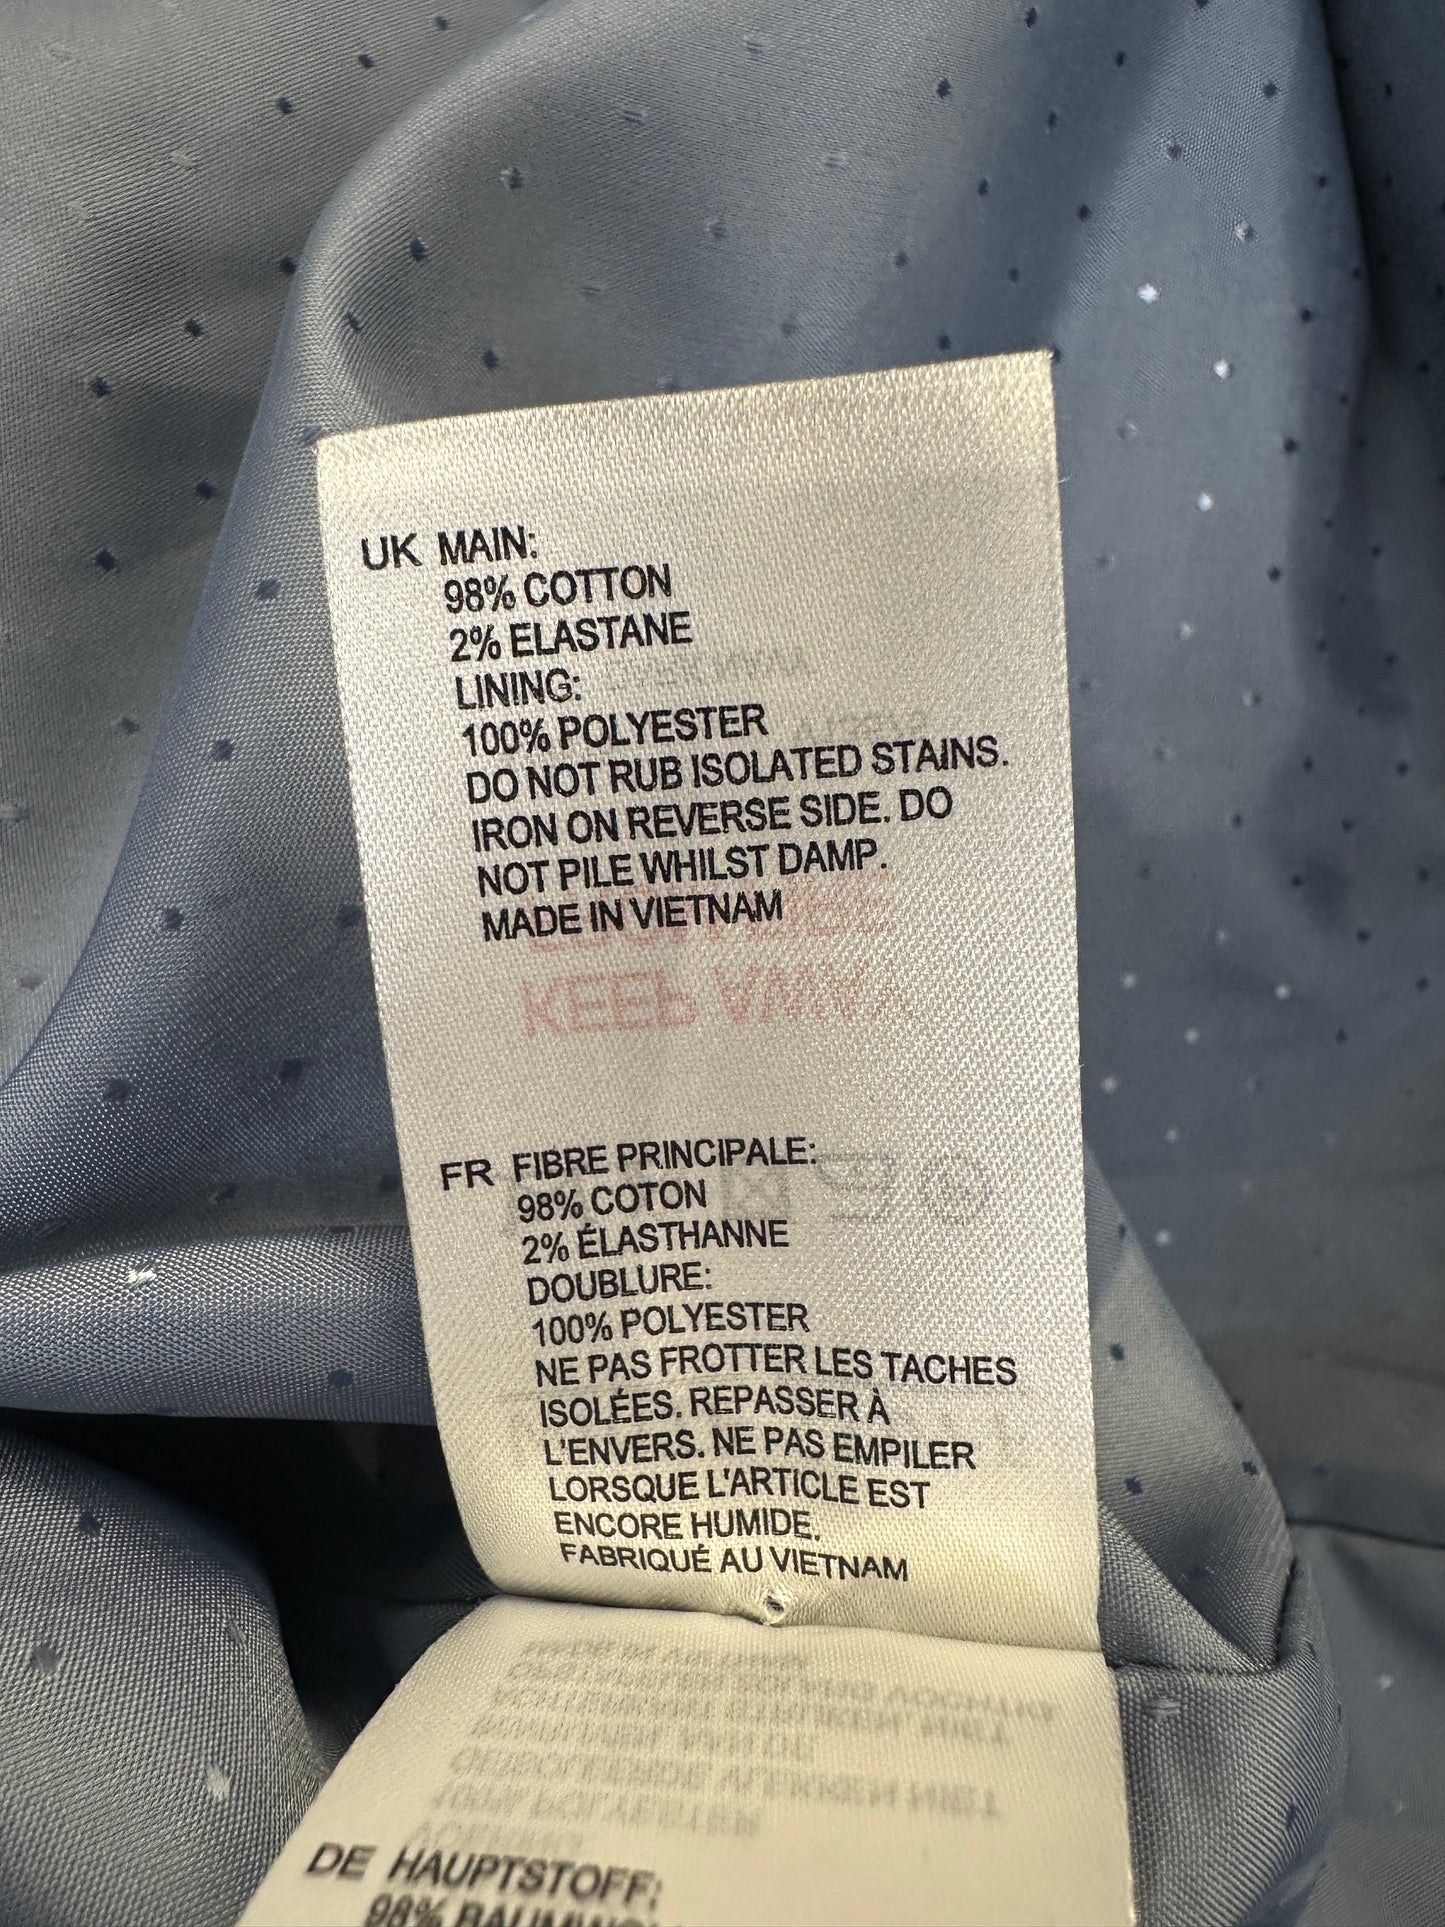 UK MAIN:
98% COTTON
2% ELASTANE
LINING:
100% POLYESTER
DO NOT RUB ISOLATED STAINS.
IRON ON REVERSE SIDE. DO
NOT PILE WHILST DAMP.
MADE IN VIETNAM
KEEP AWAY
FR FIBRE PRINCIPALE:
98% COTON
2% ÉLASTHANNE
DOUBLURE:
100% POLYESTER
NE PAS FROTTER LES TACHES
ISOLÉES. REPASSER À
L'ENVERS. NE PAS EMPILER
LORSQUE L'ARTICLE EST
ENCORE HUMIDE.
FABRIQUÉ AU VIETNAM
DE HAUPTSTOFF:
98%